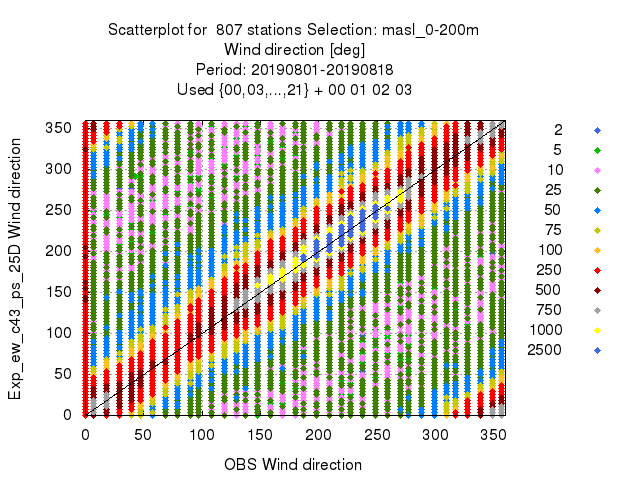 Scatterplot for 807 stations Selection: masl_0-200m
Wind direction [deg]
Period: 20190801-20190818
Used {00,03,...,21} + 00 01 02 03
Exp_ew_c43_ps_25D Wind direction
350
300
250
200
150
100
50
0
0 50 100 150 200 250 300 350
OBS Wind direction
2
5
10
25
50
75
100
250
500
750
1000
2500